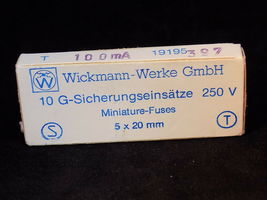 T 100mA 19195 397
W Wickmann-Werke GmbH
10 G-Sicherungseinsätze 250 V
Miniature-Fuses
5 x 20 mm
S T